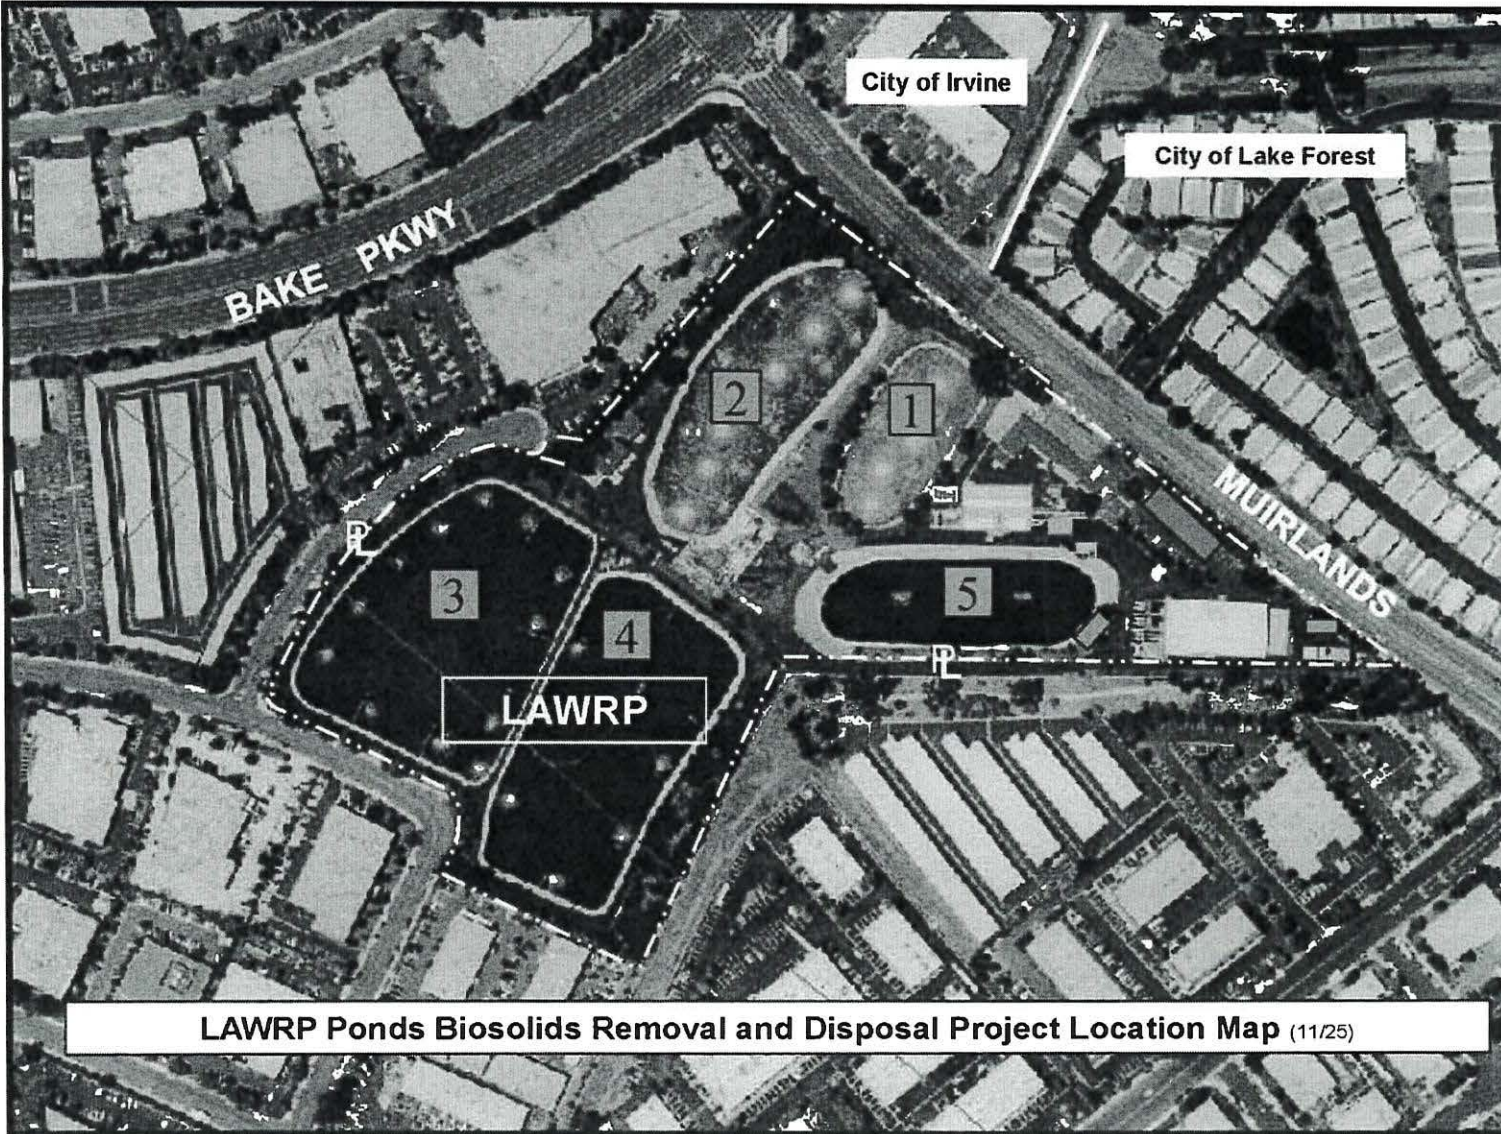 City of Irvine
City of Lake Forest
BAKE PKWY
2
1
MUIRLANDS
PL
3
5
4
PL
LAWRP
LAWRP Ponds Biosolids Removal and Disposal Project Location Map (11/25)